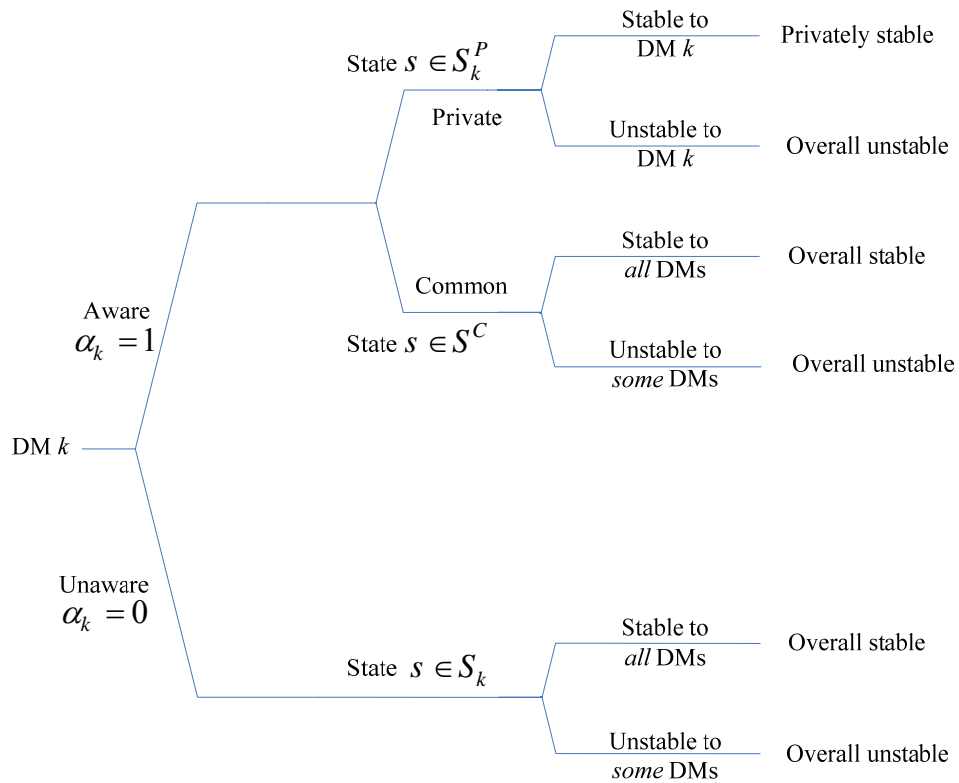 Stable to
DM k
Privately stable
State s ∈ S_k^P
Private
Unstable to
DM k
Overall unstable
Stable to
all DMs
Overall stable
Common
State s ∈ S^C
Unstable to
some DMs
Overall unstable
Aware
α_k = 1
DM k
Unaware
α_k = 0
Stable to
all DMs
Overall stable
State s ∈ S_k
Unstable to
some DMs
Overall unstable